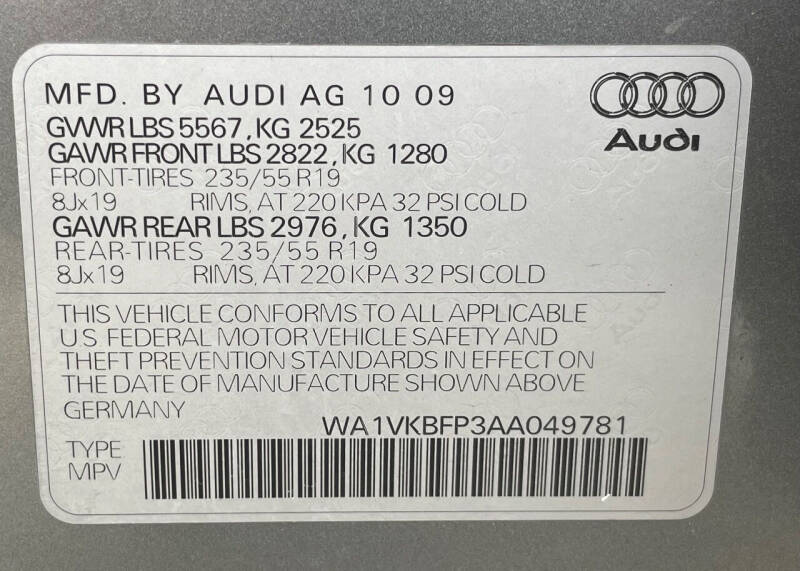 MFD. BY AUDI AG 10 09
GVWR LBS 5567, KG 2525
GAWR FRONT LBS 2822, KG 1280
FRONT-TIRES 235/55 R19
8Jx19 RIMS, AT 220 KPA 32 PSI COLD
GAWR REAR LBS 2976, KG 1350
REAR-TIRES 235/55 R19
8Jx19 RIMS, AT 220 KPA 32 PSI COLD
Audi
THIS VEHICLE CONFORMS TO ALL APPLICABLE
U.S. FEDERAL MOTOR VEHICLE SAFETY AND
THEFT PREVENTION STANDARDS IN EFFECT ON
THE DATE OF MANUFACTURE SHOWN ABOVE
GERMANY WA1VKBFP3AA049781
TYPE
MPV